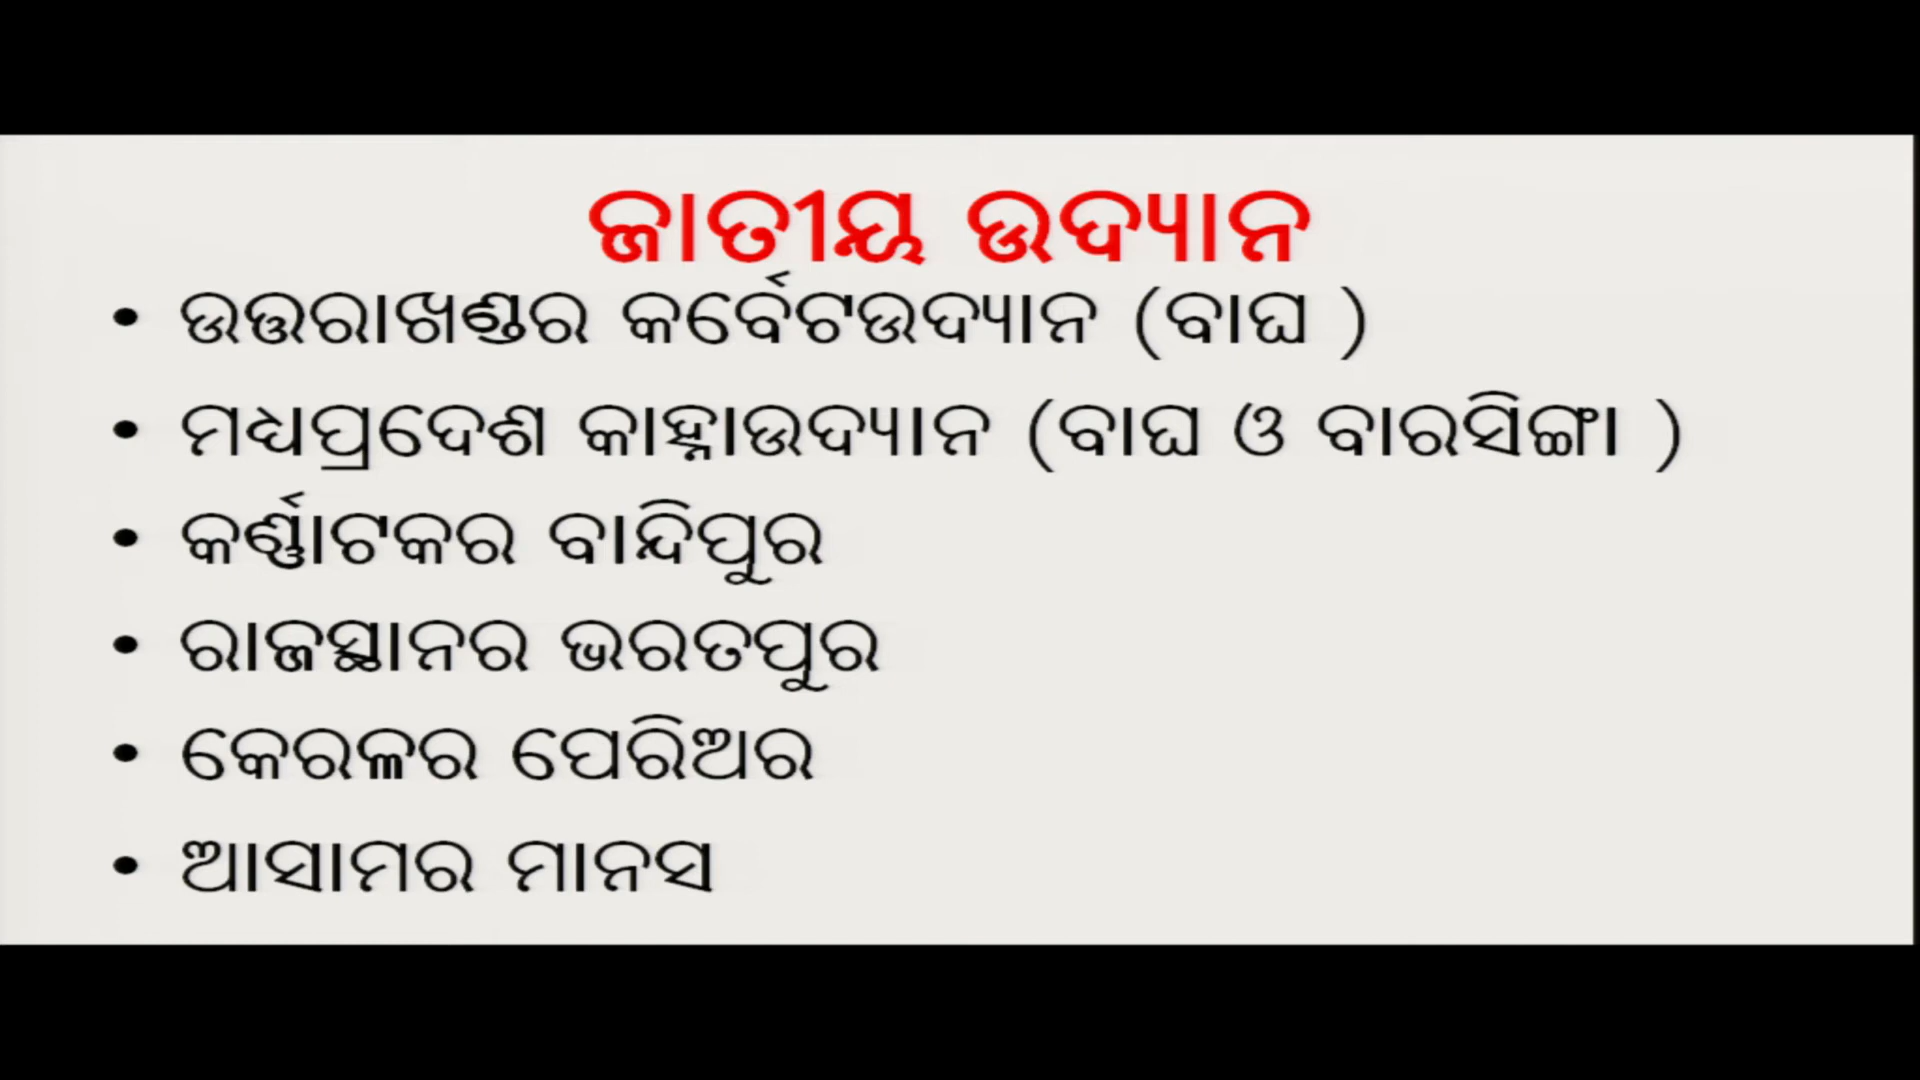 ଜାତୀୟ ଉଦ୍ୟାନ
• ଉତ୍ତରାଖଣ୍ଡର କର୍ବେଟଉଦ୍ୟାନ (ବାଘ )
• ମଧ୍ୟପ୍ରଦେଶ କାହ୍ନାଉଦ୍ୟାନ (ବାଘ ଓ ବାରସିଙ୍ଗା )
• କର୍ଣ୍ଣାଟକର ବାନ୍ଦିପୁର
• ରାଜସ୍ଥାନର ଭରତପୁର
• କେରଳର ପେରିଅର
• ଆସାମର ମାନସ